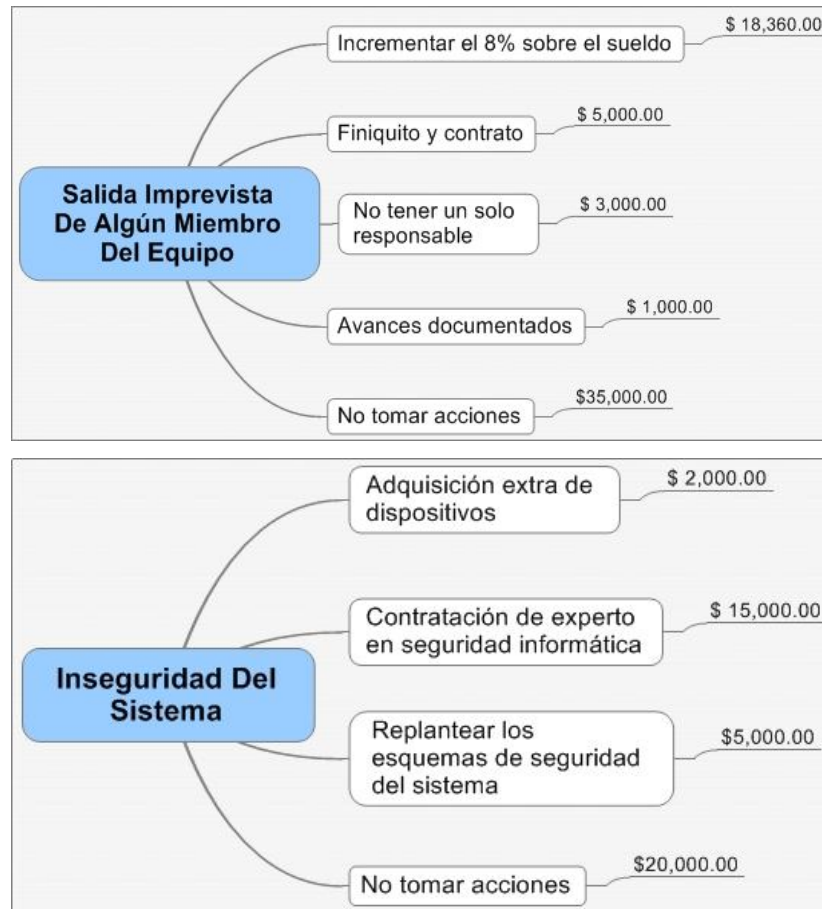 Incrementar el 8% sobre el sueldo
$ 18,360.00
Finiquito y contrato
$ 5,000.00
Salida Imprevista
De Algún Miembro
Del Equipo
No tener un solo
responsable
$ 3,000.00
Avances documentados
$ 1,000.00
No tomar acciones
$35,000.00
Adquisición extra de
dispositivos
$ 2,000.00
Contratación de experto
en seguridad informática
$ 15,000.00
Inseguridad Del
Sistema
Replantear los
esquemas de seguridad
del sistema
$5,000.00
No tomar acciones
$20,000.00